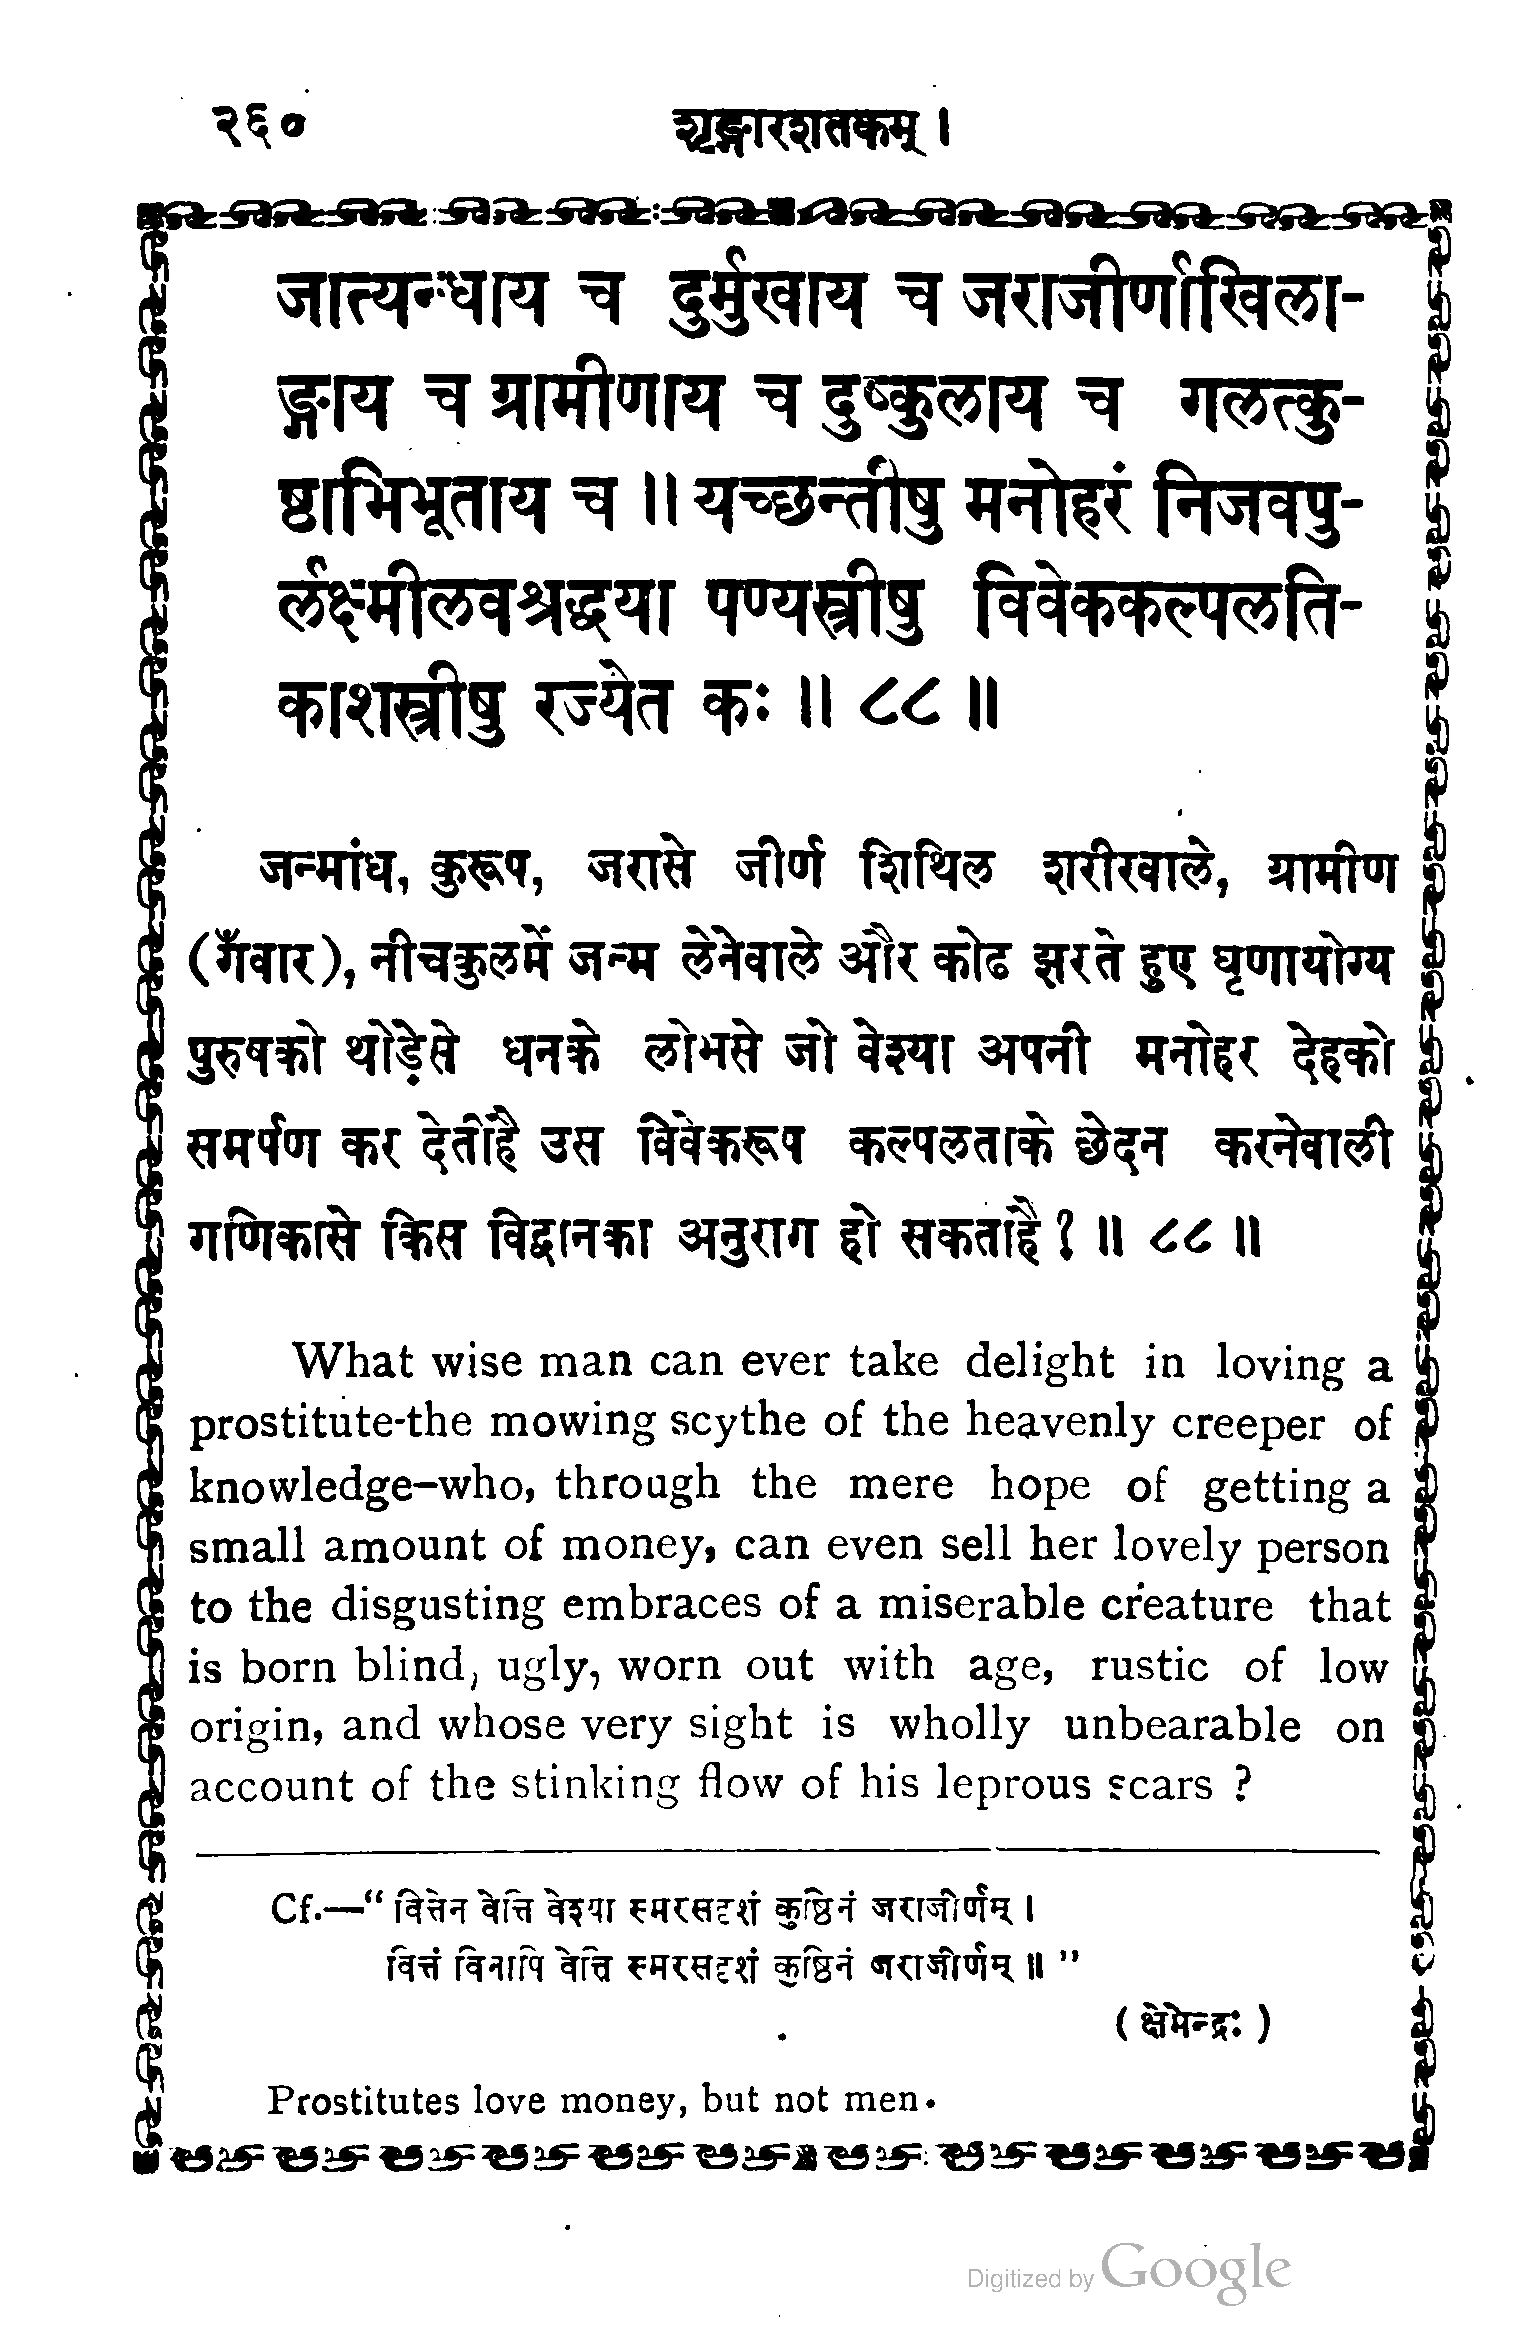 २६०
शृङ्गारशतकम् ।
जात्यन्धाय च दुर्मुखाय च जराजीर्णाखिला-
ङ्गाय च ग्रामीणाय च दुष्कुलाय च गलत्कु-
ष्ठाभिभूताय च ॥ यच्छन्तीषु मनोहरं निजवपु-
र्लक्ष्मीलवश्रद्धया पण्यस्त्रीषु विवेककल्पलति-
काशस्त्रीषु रज्येत कः ॥ ८८ ॥
जन्मांध, कुरूप, जरासे जीर्ण शिथिल शरीरवाले, ग्रामीण
(गँवार), नीचकुलमें जन्म लेनेवाले और कोढ झरते हुए घृणायोग्य
पुरुषको थोड़ेसे धनके लोभसे जो वेश्या अपनी मनोहर देहको
समर्पण कर देतीहै उस विवेकरूप कल्पलताके छेदन करनेवाली
गणिकासे किस विद्वानका अनुराग हो सकताहै ? ॥ ८८ ॥
What wise man can ever take delight in loving a
prostitute-the mowing scythe of the heavenly creeper of
knowledge–who, through the mere hope of getting a
small amount of money, can even sell her lovely person
to the disgusting embraces of a miserable creature that
is born blind, ugly, worn out with age, rustic of low
origin, and whose very sight is wholly unbearable on
account of the stinking flow of his leprous scars ?
Cf.—“ वित्तेन वेत्ति वेश्या स्मरसदृशं कुष्ठिनं जराजीर्णम् ।
वित्तं विनापि वेत्ति स्मरसदृशं कुष्ठिनं जराजीर्णम् ॥ ”
( क्षेमेन्द्रः )
Prostitutes love money, but not men.
Digitized by Google